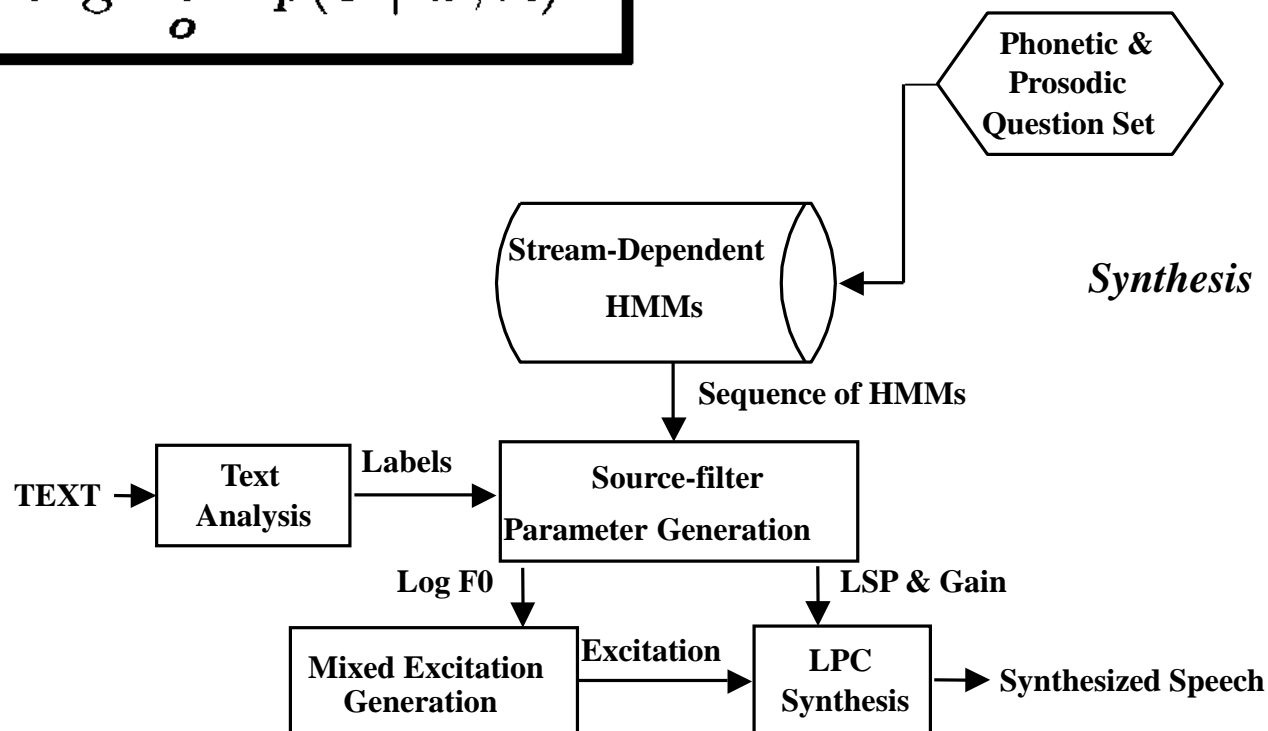 o
Phonetic &
Prosodic
Question Set
Stream-Dependent
HMMs
Synthesis
Sequence of HMMs
TEXT
Text
Analysis
Labels
Source-filter
Parameter Generation
Log F0
LSP & Gain
Mixed Excitation
Generation
Excitation
LPC
Synthesis
Synthesized Speech